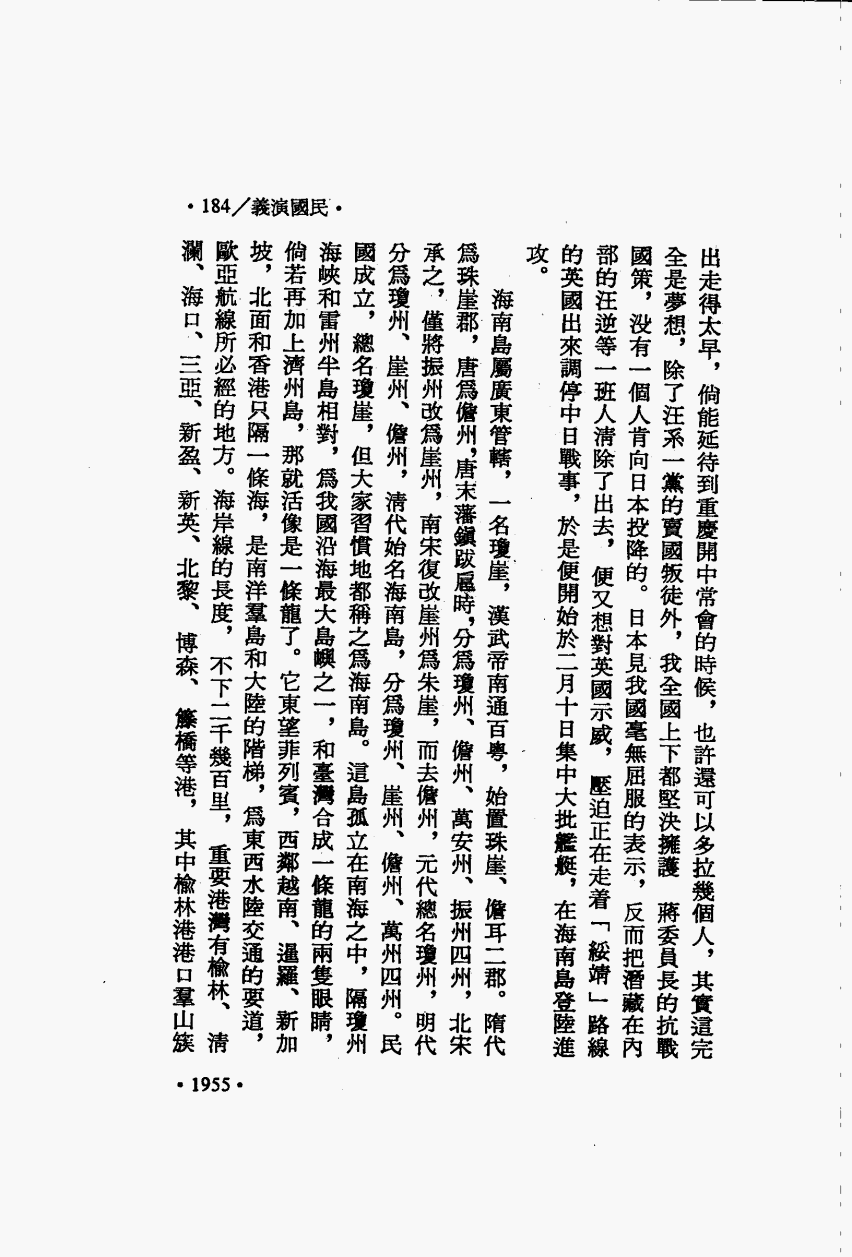 •184／義演國民•
出走得太早，倘能延待到重慶開中常會的時候，也許還可以多拉幾個人，其實這完
全是夢想，除了汪系一黨的賣國叛徒外，我全國上下都堅決擁護　蔣委員長的抗戰
國策，没有一個人肯向日本投降的。日本見我國毫無屈服的表示，反而把潛藏在內
部的汪逆等一班人清除了出去，便又想對英國示威，壓迫正在走着「綏靖」路線
的英國出來調停中日戰事，於是便開始於二月十日集中大批艦艇，在海南島登陸進
攻。
海南島屬廣東管轄，一名瓊崖，漢武帝南通百粵，始置珠崖、儋耳二郡。隋代
爲珠崖郡，唐爲儋州，唐末藩鎭跋扈時，分爲瓊州、儋州、萬安州、振州四州，北宋
承之，僅將振州改爲崖州，南宋復改崖州爲朱崖，而去儋州，元代總名瓊州，明代
分爲瓊州、崖州、儋州，清代始名海南島，分爲瓊州、崖州、儋州、萬州四州。民
國成立，總名瓊崖，但大家習慣地都稱之爲海南島。這島孤立在南海之中，隔瓊州
海峽和雷州半島相對，爲我國沿海最大島嶼之一，和臺灣合成一條龍的兩隻眼睛，
倘若再加上濟州島，那就活像是一條龍了。它東望菲列賓，西鄰越南、暹羅、新加
坡，北面和香港只隔一條海，是南洋羣島和大陸的階梯，爲東西水陸交通的要道，
歐亞航線所必經的地方。海岸線的長度，不下二千幾百里，重要港灣有榆林、清
瀾、海口、三亞、新盈、新英、北黎、博森、籐橋等港，其中榆林港港口羣山簇
•1955•